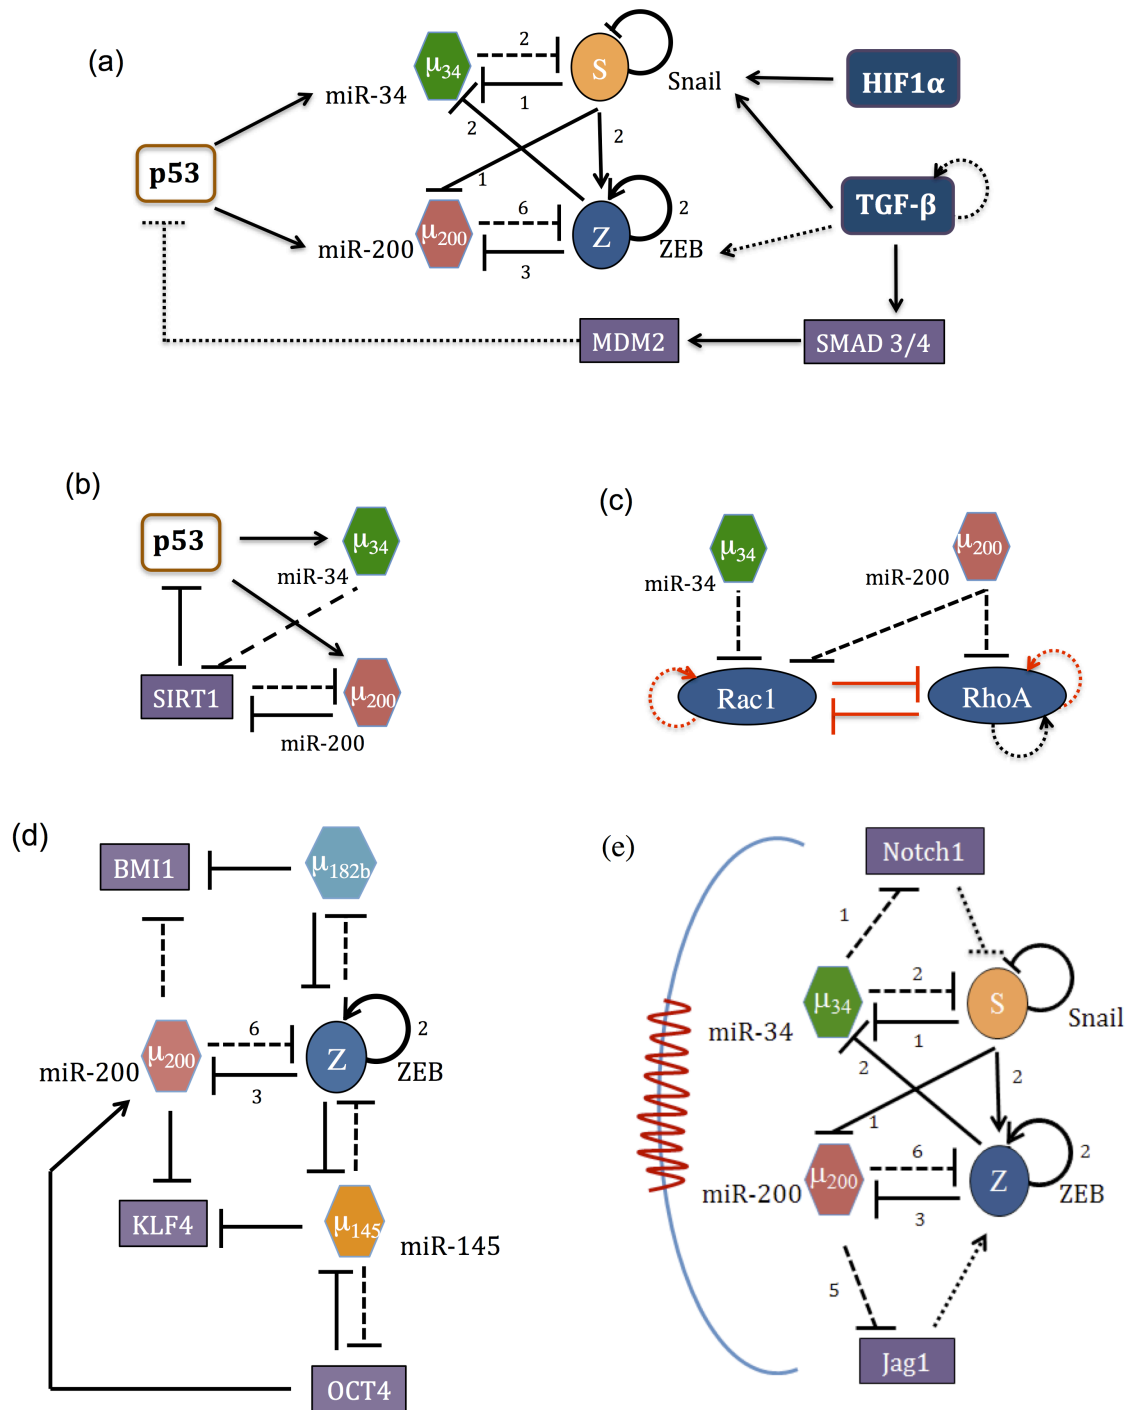 (a)
μ34
2
S
Snail
HIF1α
miR-34
1
2
2
p53
1
TGF-β
μ200
6
Z
2
miR-200
3
ZEB
MDM2
SMAD 3/4
(b)
p53
μ34
miR-34
SIRT1
μ200
miR-200
(c)
μ34
μ200
miR-34
miR-200
Rac1
RhoA
(d)
BMI1
μ182b
μ200
6
Z
2
miR-200
3
ZEB
KLF4
μ145
miR-145
OCT4
(e)
Notch1
1
μ34
2
S
Snail
miR-34
1
2
2
1
μ200
6
Z
2
miR-200
3
ZEB
5
Jag1